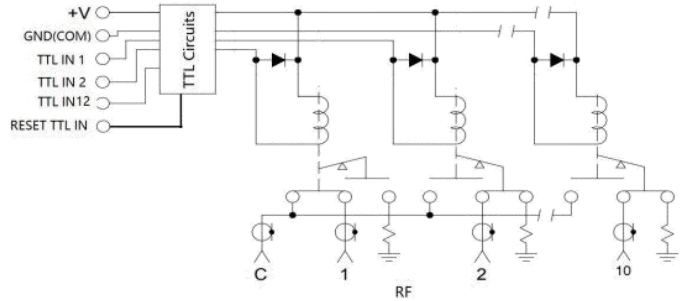 +V
GND(COM)
TTL IN 1
TTL IN 2
TTL IN12
RESET TTL IN
TTL Circuits
C
1
2
10
RF